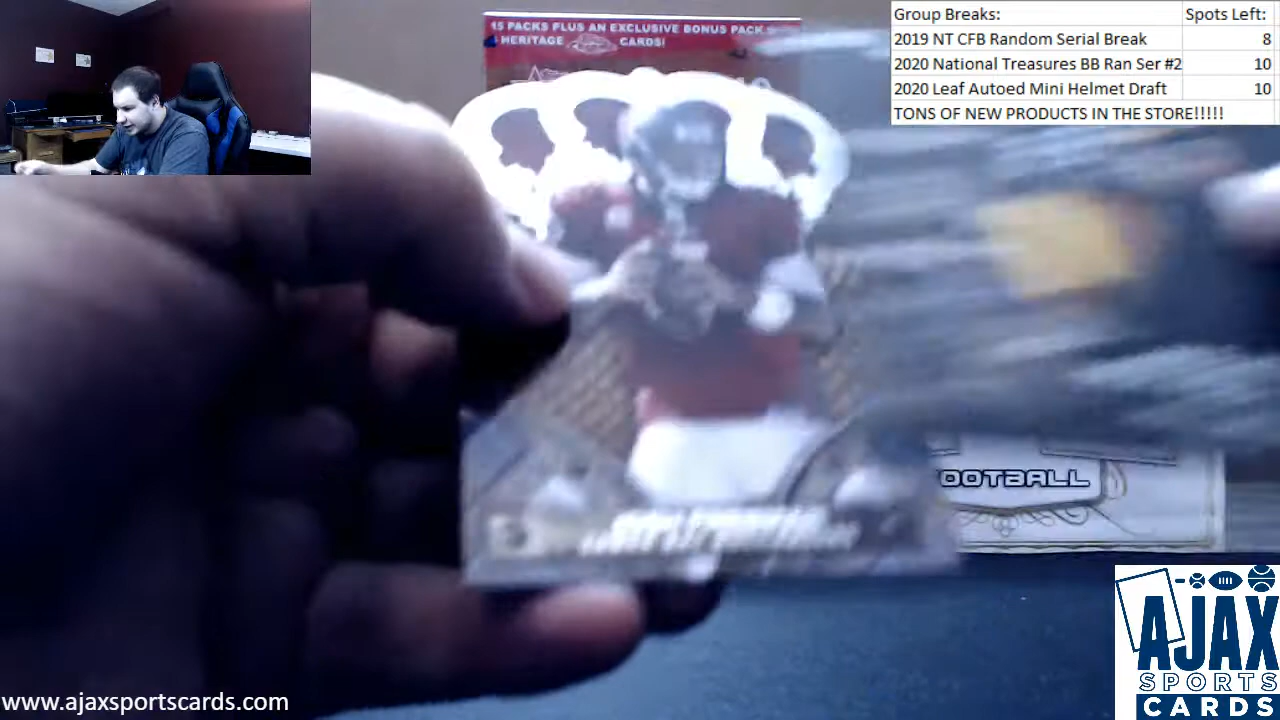 15 PACKS PLUS AN EXCLUSIVE BONUS PACK
HERITAGE CARDS!
Group Breaks: Spots Left:
2019 NT CFB Random Serial Break 8
2020 National Treasures BB Ran Ser #2 10
2020 Leaf Autoed Mini Helmet Draft 10
TONS OF NEW PRODUCTS IN THE STORE!!!!!
OOTBALL
AJAX
SPORTS
CARDS
www.ajaxsportscards.com